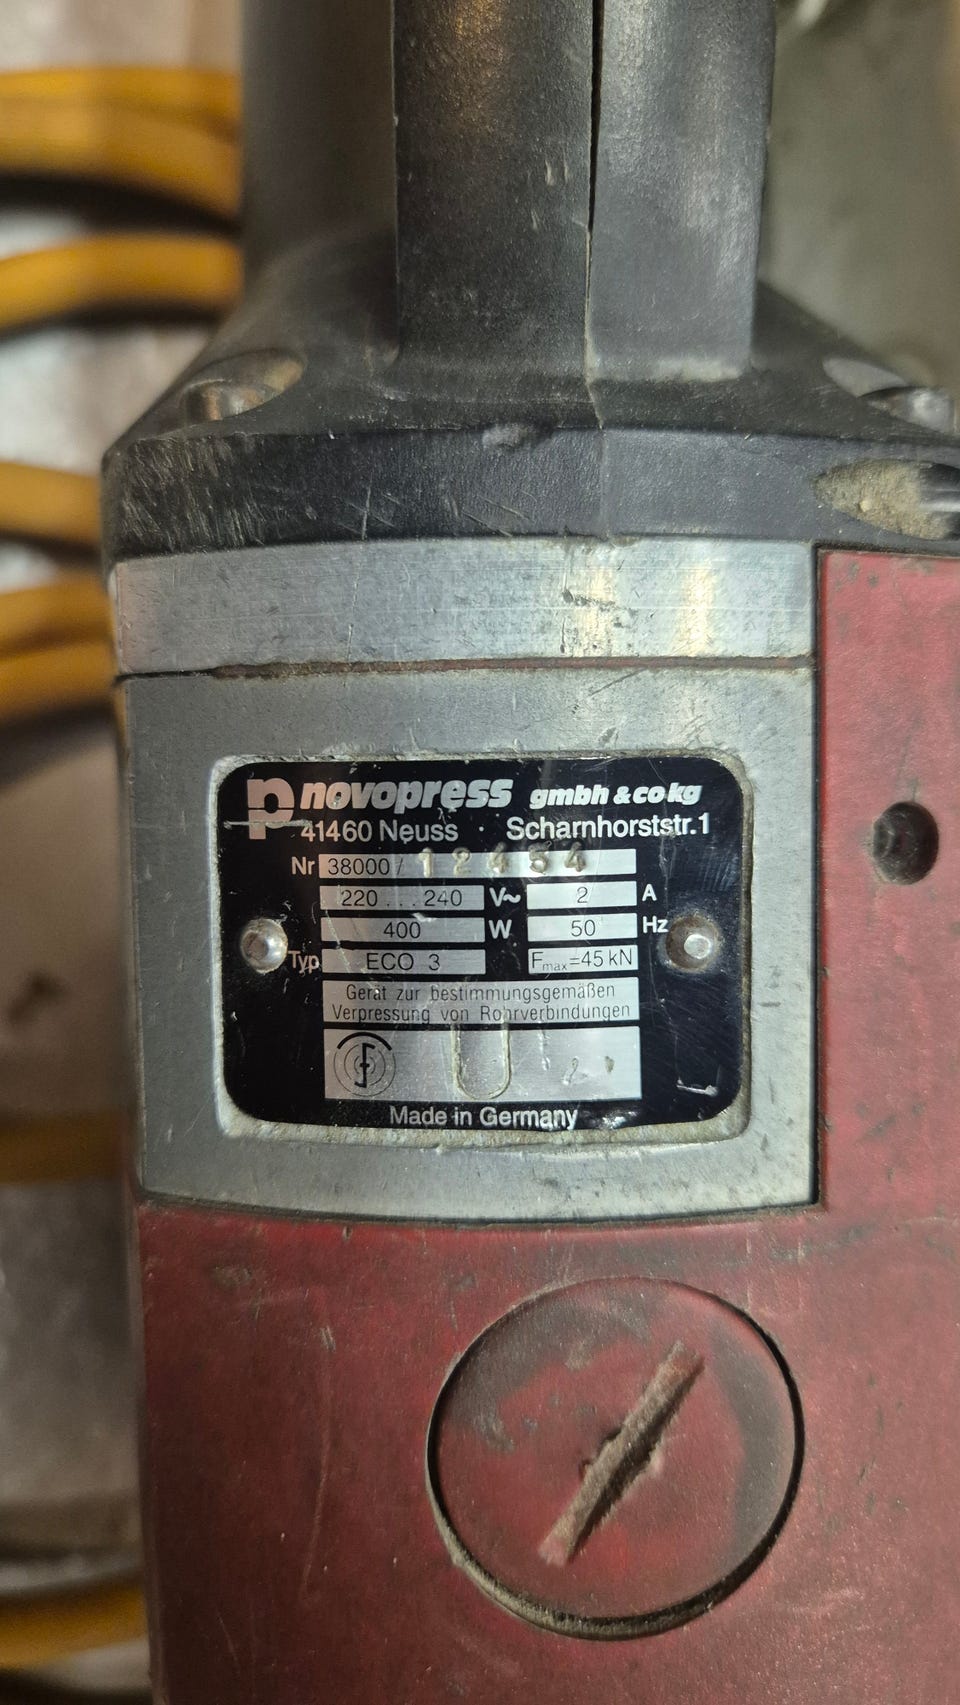 novopress gmbh & co kg
41460 Neuss · Scharnhorststr.1
Nr 38000/ 12454
220...240 V~ 2 A
400 W 50 Hz
Typ ECO 3 Fmax=45 kN
Gerät zur bestimmungsgemäßen
Verpressung von Rohrverbindungen
Made in Germany